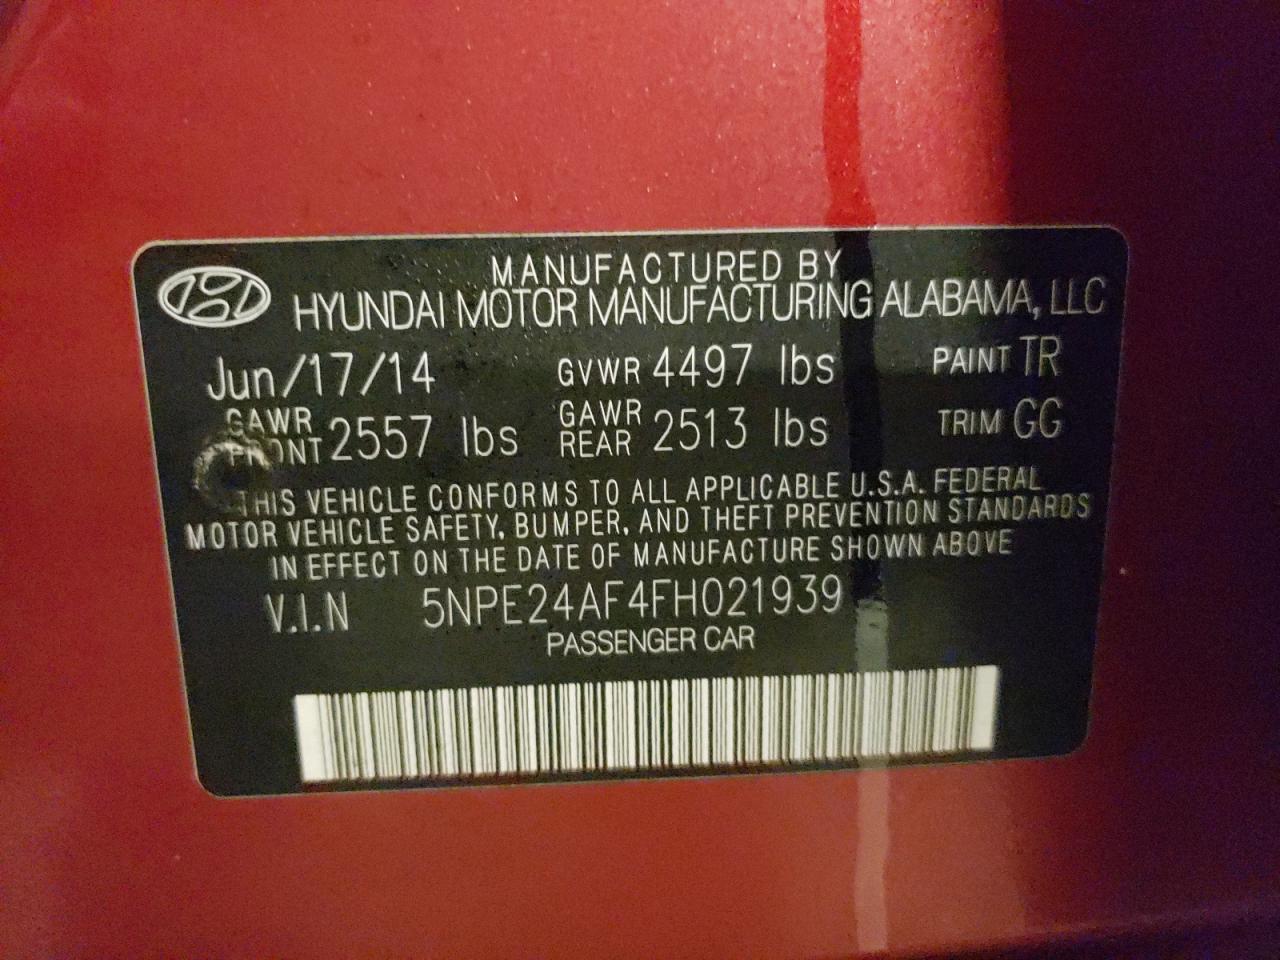 MANUFACTURED BY
HYUNDAI MOTOR MANUFACTURING ALABAMA, LLC
Jun/17/14 GVWR 4497 lbs PAINT TR
GAWR FRONT 2557 lbs GAWR REAR 2513 lbs TRIM GG
THIS VEHICLE CONFORMS TO ALL APPLICABLE U.S.A. FEDERAL
MOTOR VEHICLE SAFETY, BUMPER, AND THEFT PREVENTION STANDARDS
IN EFFECT ON THE DATE OF MANUFACTURE SHOWN ABOVE
V.I.N 5NPE24AF4FH021939
PASSENGER CAR